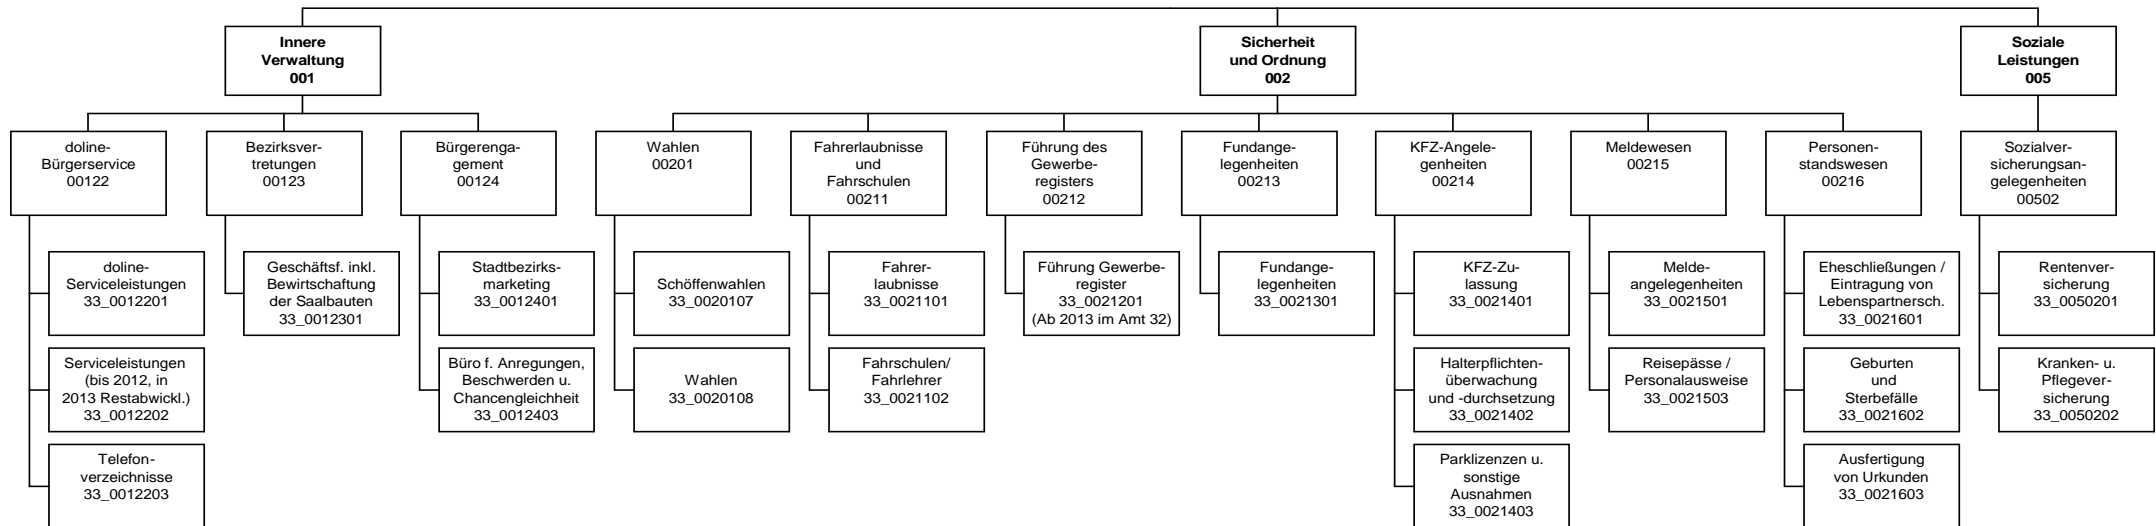 Innere
Verwaltung
001
Sicherheit
und Ordnung
002
Soziale
Leistungen
005
doline-
Bürgerservice
00122
Bezirksver-
tretungen
00123
Bürgerenga-
gement
00124
Wahlen
00201
Fahrerlaubnisse
und
Fahrschulen
00211
Führung des
Gewerbe-
registers
00212
Fundange-
legenheiten
00213
KFZ-Angele-
genheiten
00214
Meldewesen
00215
Personen-
standswesen
00216
Sozialver-
sicherungsan-
gelegenheiten
00502
doline-
Serviceleistungen
33_0012201
Geschäftsf. inkl.
Bewirtschaftung
der Saalbauten
33_0012301
Stadtbezirks-
marketing
33_0012401
Schöffenwahlen
33_0020107
Fahrer-
laubnisse
33_0021101
Führung Gewerbe-
register
33_0021201
(Ab 2013 im Amt 32)
Fundange-
legenheiten
33_0021301
KFZ-Zu-
lassung
33_0021401
Melde-
angelegenheiten
33_0021501
Eheschließungen /
Eintragung von
Lebenspartnersch.
33_0021601
Rentenver-
sicherung
33_0050201
Serviceleistungen
(bis 2012, in
2013 Restabwickl.)
33_0012202
Büro f. Anregungen,
Beschwerden u.
Chancengleichheit
33_0012403
Wahlen
33_0020108
Fahrschulen/
Fahrlehrer
33_0021102
Halterpflichten-
überwachung
und -durchsetzung
33_0021402
Reisepässe /
Personalausweise
33_0021503
Geburten
und
Sterbefälle
33_0021602
Kranken- u.
Pflegever-
sicherung
33_0050202
Telefon-
verzeichnisse
33_0012203
Parklizenzen u.
sonstige
Ausnahmen
33_0021403
Ausfertigung
von Urkunden
33_0021603